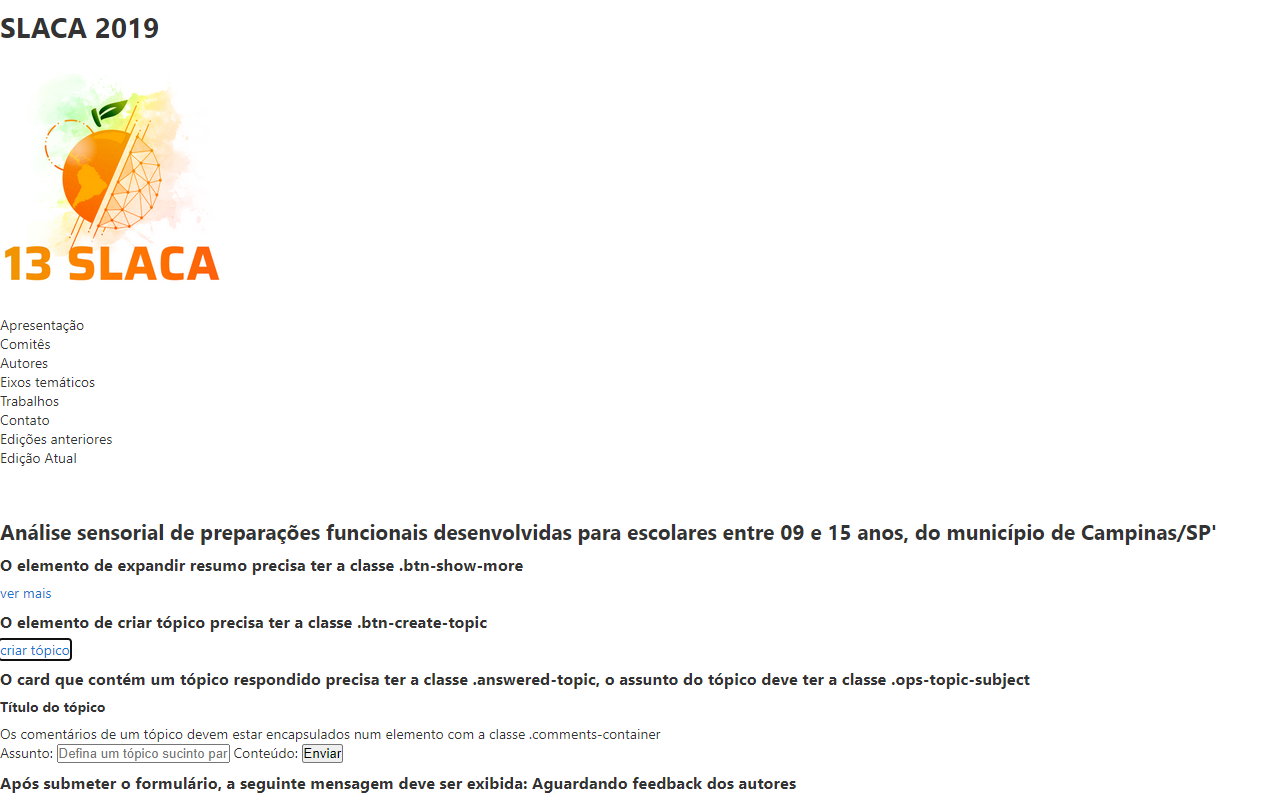 SLACA 2019
13 SLACA
Apresentação
Comitês
Autores
Eixos temáticos
Trabalhos
Contato
Edições anteriores
Edição Atual
Análise sensorial de preparações funcionais desenvolvidas para escolares entre 09 e 15 anos, do município de Campinas/SP'
O elemento de expandir resumo precisa ter a classe .btn-show-more
ver mais
O elemento de criar tópico precisa ter a classe .btn-create-topic
criar tópico
O card que contém um tópico respondido precisa ter a classe .answered-topic, o assunto do tópico deve ter a classe .ops-topic-subject
Título do tópico
Os comentários de um tópico devem estar encapsulados num elemento com a classe .comments-container
Assunto: Defina um tópico sucinto par Conteúdo: Enviar
Após submeter o formulário, a seguinte mensagem deve ser exibida: Aguardando feedback dos autores